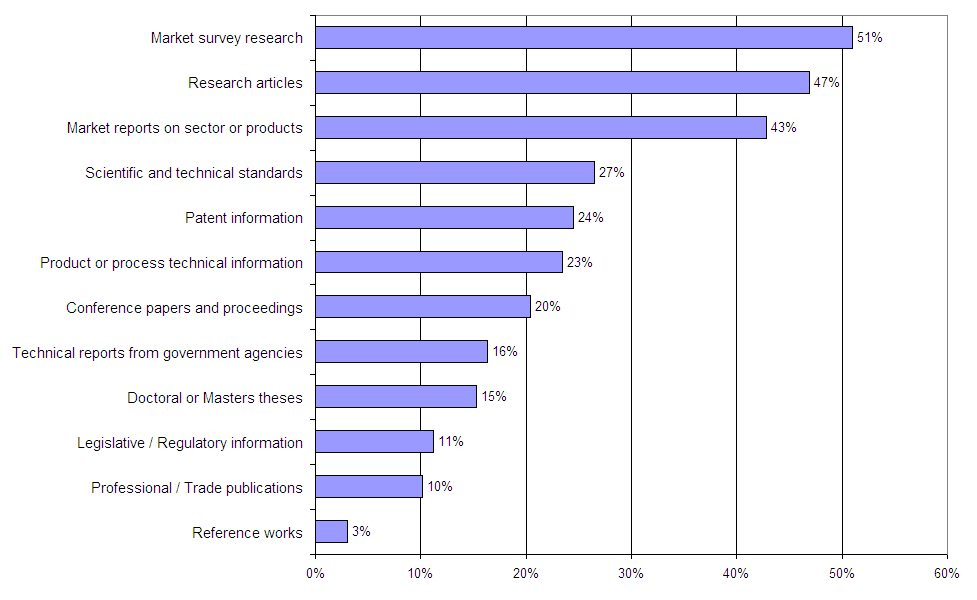 Market survey research 51%
Research articles 47%
Market reports on sector or products 43%
Scientific and technical standards 27%
Patent information 24%
Product or process technical information 23%
Conference papers and proceedings 20%
Technical reports from government agencies 16%
Doctoral or Masters theses 15%
Legislative / Regulatory information 11%
Professional / Trade publications 10%
Reference works 3%
0% 10% 20% 30% 40% 50% 60%